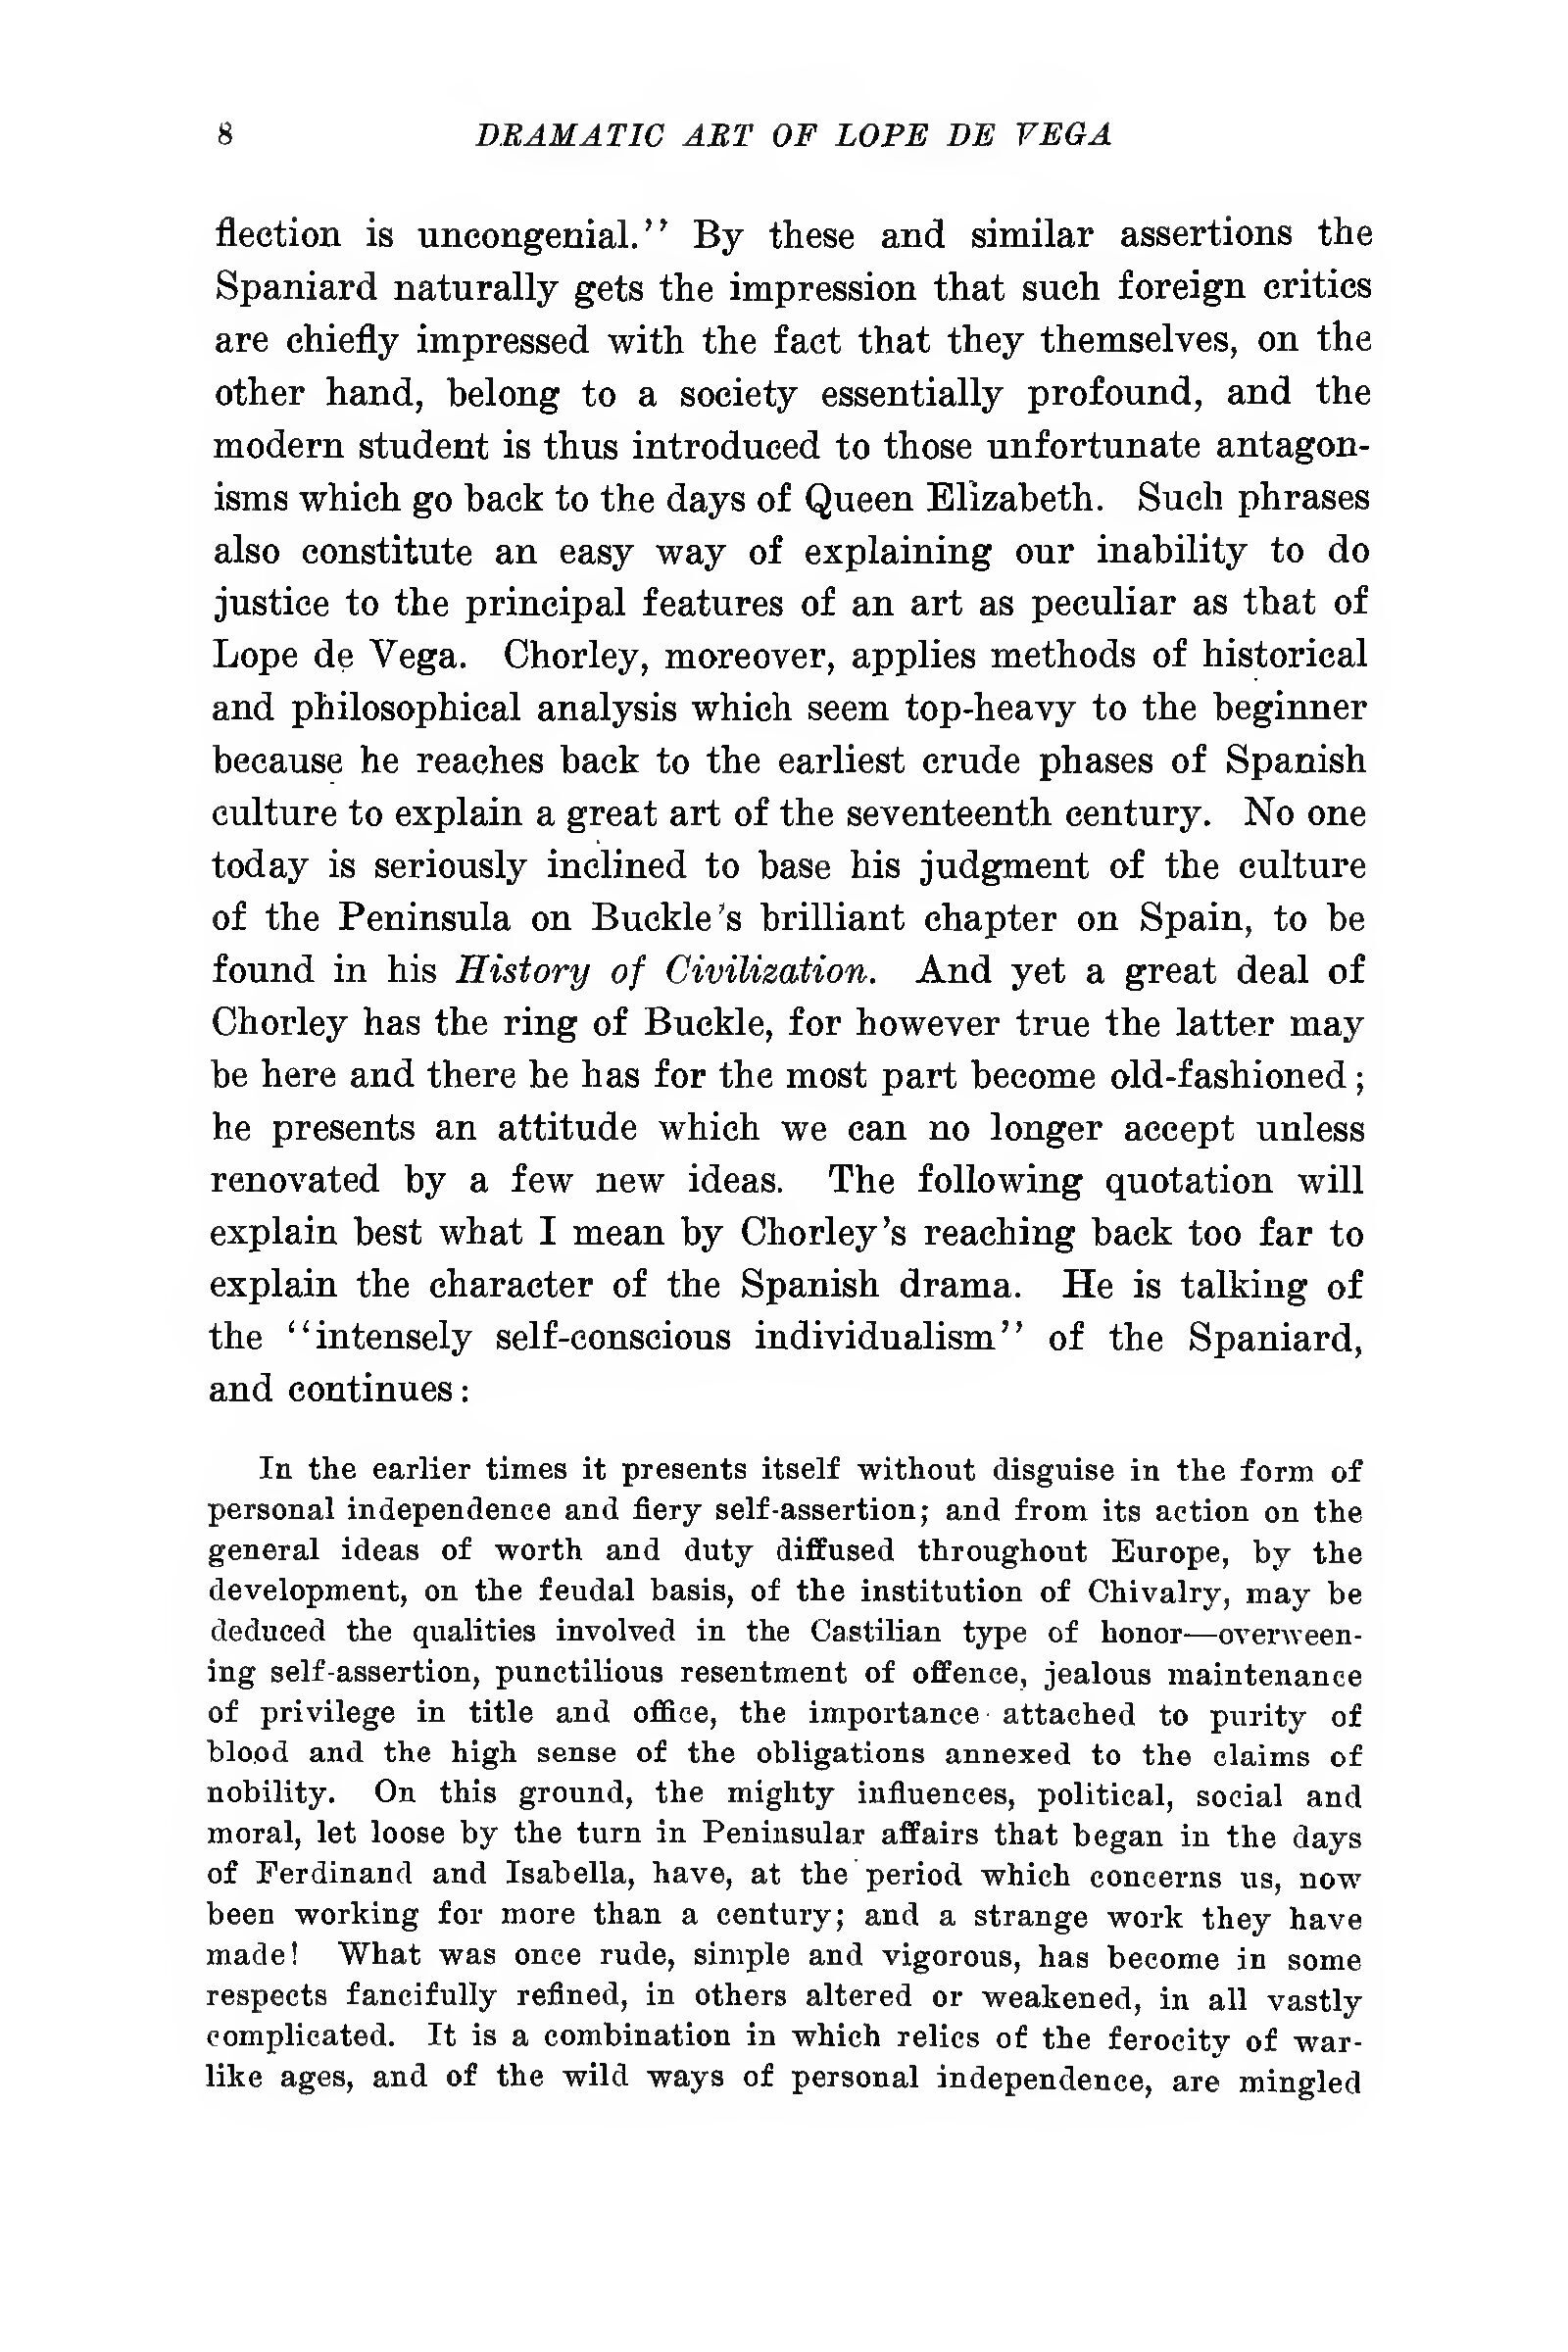 8 DRAMATIC ART OF LOPE DE VEGA
flection is uncongenial.'' By these and similar assertions the
Spaniard naturally gets the impression that such foreign critics
are chiefly impressed with the fact that they themselves, on the
other hand, belong to a society essentially profound, and the
modern student is thus introduced to those unfortunate antagon-
isms which go back to the days of Queen Elizabeth. Such phrases
also constitute an easy way of explaining our inability to do
justice to the principal features of an art as peculiar as that of
Lope de Vega. Chorley, moreover, applies methods of historical
and philosophical analysis which seem top-heavy to the beginner
because he reaches back to the earliest crude phases of Spanish
culture to explain a great art of the seventeenth century. No one
today is seriously inclined to base his judgment of the culture
of the Peninsula on Buckle's brilliant chapter on Spain, to be
found in his History of Civilization. And yet a great deal of
Chorley has the ring of Buckle, for however true the latter may
be here and there he has for the most part become old-fashioned;
he presents an attitude which we can no longer accept unless
renovated by a few new ideas. The following quotation will
explain best what I mean by Chorley's reaching back too far to
explain the character of the Spanish drama. He is talking of
the ``intensely self-conscious individualism'' of the Spaniard,
and continues:
In the earlier times it presents itself without disguise in the form of
personal independence and fiery self-assertion; and from its action on the
general ideas of worth and duty diffused throughout Europe, by the
development, on the feudal basis, of the institution of Chivalry, may be
deduced the qualities involved in the Castilian type of honor—overween-
ing self-assertion, punctilious resentment of offence, jealous maintenance
of privilege in title and office, the importance attached to purity of
blood and the high sense of the obligations annexed to the claims of
nobility. On this ground, the mighty influences, political, social and
moral, let loose by the turn in Peninsular affairs that began in the days
of Ferdinand and Isabella, have, at the period which concerns us, now
been working for more than a century; and a strange work they have
made! What was once rude, simple and vigorous, has become in some
respects fancifully refined, in others altered or weakened, in all vastly
complicated. It is a combination in which relics of the ferocity of war-
like ages, and of the wild ways of personal independence, are mingled